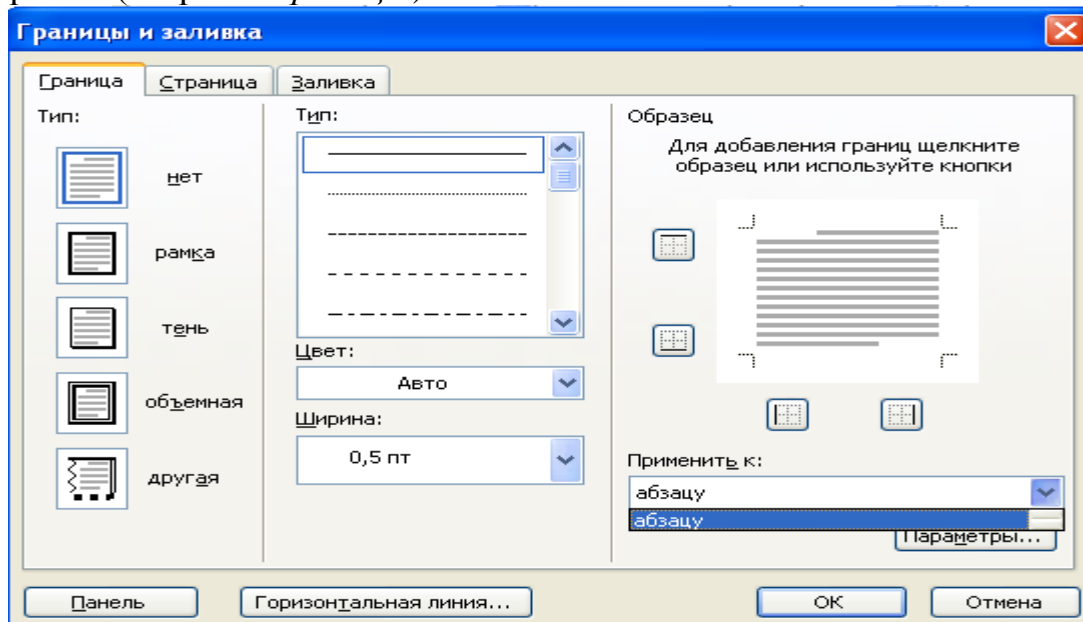 Границы и заливка
Граница Страница Заливка
Тип:
нет
рамка
тень
объемная
другая
Тип:
Цвет:
Авто
Ширина:
0,5 пт
Образец
Для добавления границ щелкните
образец или используйте кнопки
Применить к:
абзацу
абзацу
Параметры...
Панель Горизонтальная линия... ОК Отмена